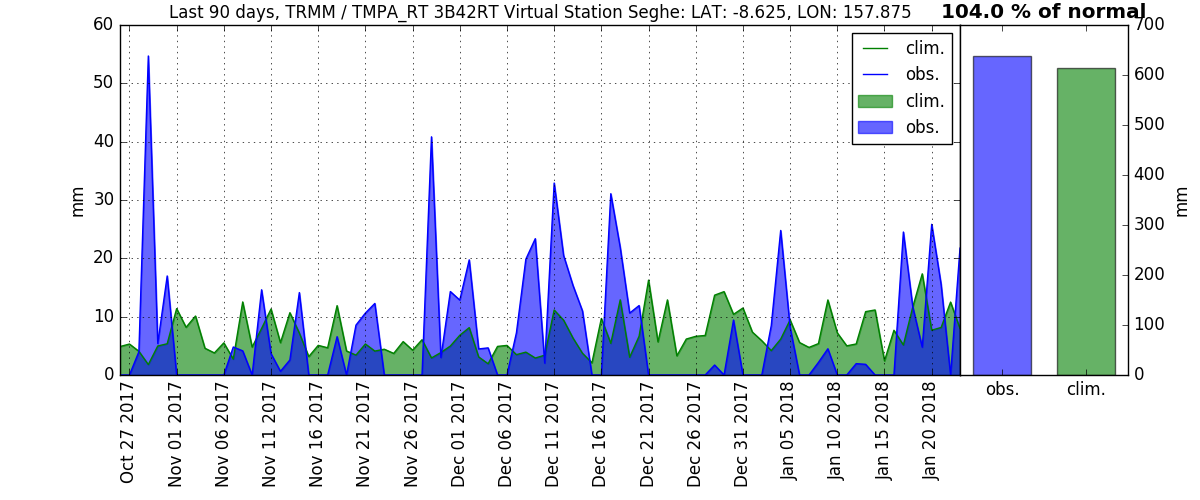 Last 90 days, TRMM / TMPA_RT 3B42RT Virtual Station Seghe: LAT: -8.625, LON: 157.875
104.0 % of normal
60
50
40
30
20
10
0
mm
clim.
obs.
clim.
obs.
700
600
500
400
300
200
100
0
mm
obs.
clim.
Oct 27 2017
Nov 01 2017
Nov 06 2017
Nov 11 2017
Nov 16 2017
Nov 21 2017
Nov 26 2017
Dec 01 2017
Dec 06 2017
Dec 11 2017
Dec 16 2017
Dec 21 2017
Dec 26 2017
Dec 31 2017
Jan 05 2018
Jan 10 2018
Jan 15 2018
Jan 20 2018